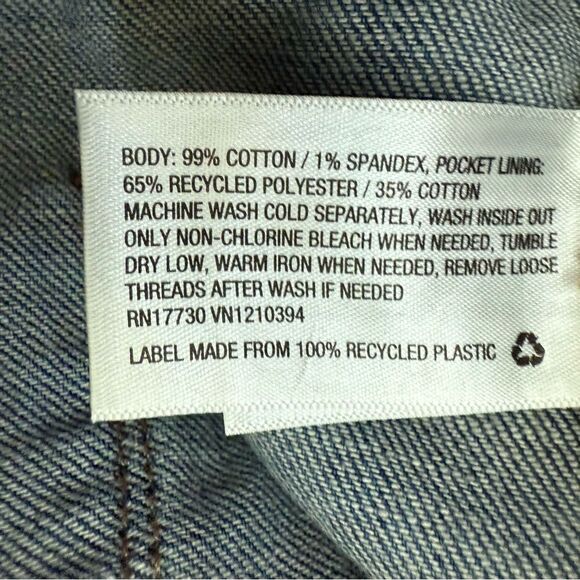 BODY: 99% COTTON / 1% SPANDEX, POCKET LINING:
65% RECYCLED POLYESTER / 35% COTTON
MACHINE WASH COLD SEPARATELY, WASH INSIDE OUT
ONLY NON-CHLORINE BLEACH WHEN NEEDED, TUMBLE
DRY LOW, WARM IRON WHEN NEEDED, REMOVE LOOSE
THREADS AFTER WASH IF NEEDED
RN17730 VN1210394
LABEL MADE FROM 100% RECYCLED PLASTIC